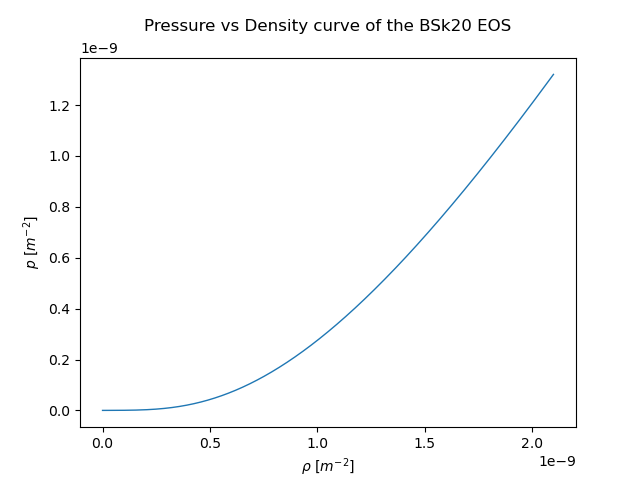 Pressure vs Density curve of the BSk20 EOS
1e−9
1.2
1.0
0.8
0.6
0.4
0.2
0.0
p [m⁻²]
0.0 0.5 1.0 1.5 2.0
1e−9
ρ [m⁻²]